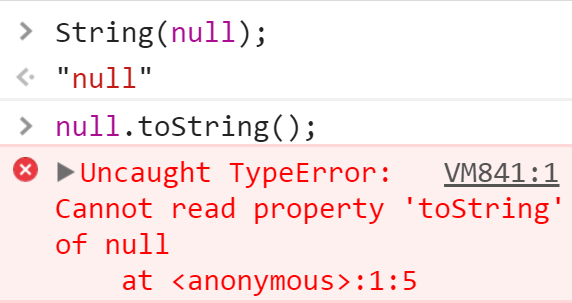 > String(null);
<· "null"
> null.toString();
▶Uncaught TypeError: VM841:1
Cannot read property 'toString'
of null
at <anonymous>:1:5